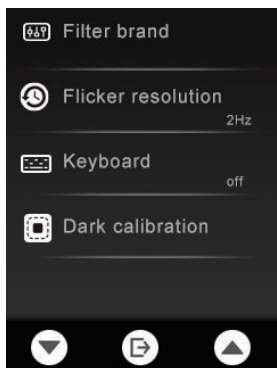 Filter brand
Flicker resolution
2Hz
Keyboard
off
Dark calibration